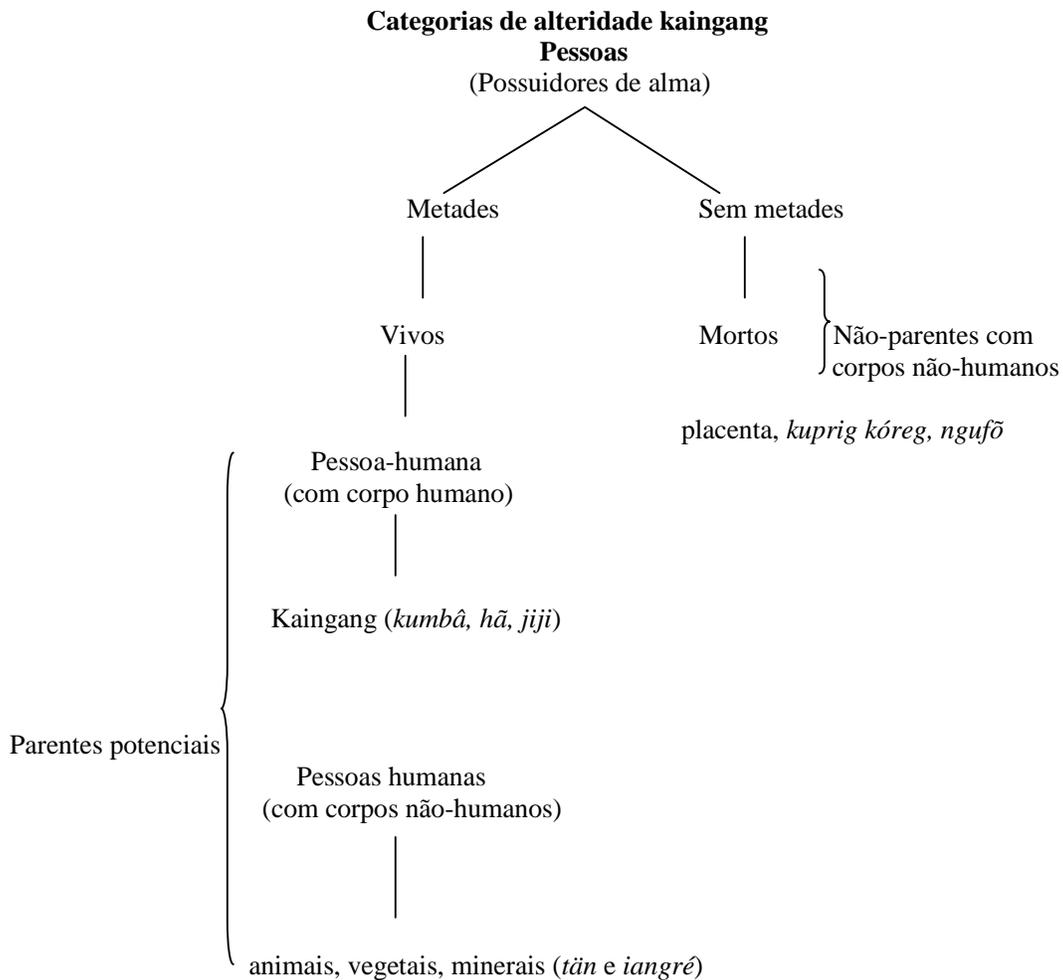 Categorias de alteridade kaingang
Pessoas
(Possuidores de alma)
Metades
Sem metades
Vivos
Mortos
Não-parentes com
corpos não-humanos
placenta, kuprig kóreg, ngufõ
Pessoa-humana
(com corpo humano)
Kaingang (kumbâ, hã, jiji)
Parentes potenciais
Pessoas humanas
(com corpos não-humanos)
animais, vegetais, minerais (tän e iangré)